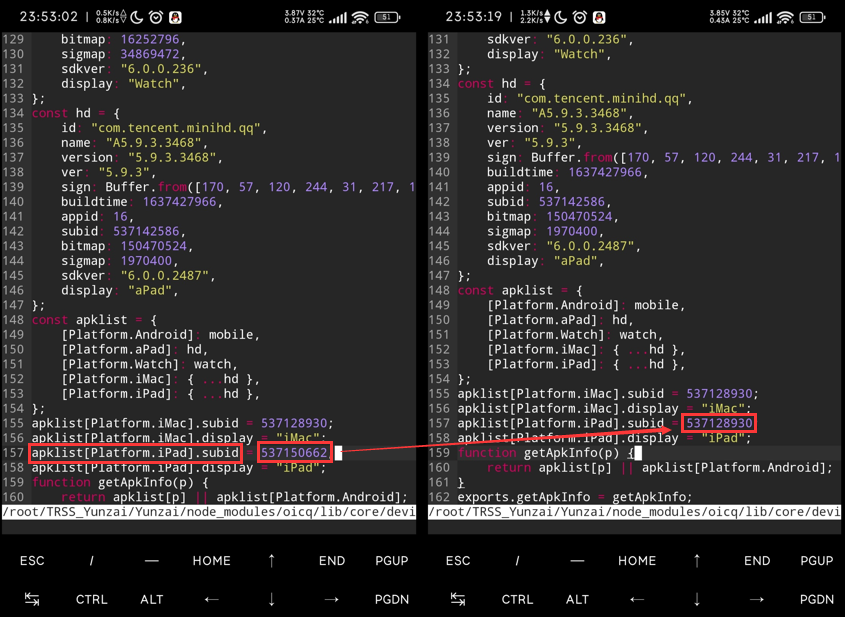 23:53:02 | 0.5K/s 0.8K/s 3.87V 32°C 0.37A 25°C 51
129 bitmap: 16252796,
130 sigmap: 34869472,
131 sdkver: "6.0.0.236",
132 display: "Watch",
133 };
134 const hd = {
135 id: "com.tencent.minihd.qq",
136 name: "A5.9.3.3468",
137 version: "5.9.3.3468",
138 ver: "5.9.3",
139 sign: Buffer.from([170, 57, 120, 244, 31, 217, 1
140 buildtime: 1637427966,
141 appid: 16,
142 subid: 537142586,
143 bitmap: 150470524,
144 sigmap: 1970400,
145 sdkver: "6.0.0.2487",
146 display: "aPad",
147 };
148 const apklist = {
149 [Platform.Android]: mobile,
150 [Platform.aPad]: hd,
151 [Platform.Watch]: watch,
152 [Platform.iMac]: { ...hd },
153 [Platform.iPad]: { ...hd },
154 };
155 apklist[Platform.iMac].subid = 537128930;
156 apklist[Platform.iMac].display = "iMac";
157 apklist[Platform.iPad].subid = 537150662
158 apklist[Platform.iPad].display = "iPad";
159 function getApkInfo(p) {
160 return apklist[p] || apklist[Platform.Android];
/root/TRSS_Yunzai/Yunzai/node_modules/oicq/lib/core/devi
ESC / — HOME ↑ END PGUP
↹ CTRL ALT ← ↓ → PGDN
23:53:19 | 1.3K/s 2.2K/s 3.85V 32°C 0.43A 25°C 51
131 sdkver: "6.0.0.236",
132 display: "Watch",
133 };
134 const hd = {
135 id: "com.tencent.minihd.qq",
136 name: "A5.9.3.3468",
137 version: "5.9.3.3468",
138 ver: "5.9.3",
139 sign: Buffer.from([170, 57, 120, 244, 31, 217, 1
140 buildtime: 1637427966,
141 appid: 16,
142 subid: 537142586,
143 bitmap: 150470524,
144 sigmap: 1970400,
145 sdkver: "6.0.0.2487",
146 display: "aPad",
147 };
148 const apklist = {
149 [Platform.Android]: mobile,
150 [Platform.aPad]: hd,
151 [Platform.Watch]: watch,
152 [Platform.iMac]: { ...hd },
153 [Platform.iPad]: { ...hd },
154 };
155 apklist[Platform.iMac].subid = 537128930;
156 apklist[Platform.iMac].display = "iMac";
157 apklist[Platform.iPad].subid = 537128930
158 apklist[Platform.iPad].display = "iPad";
159 function getApkInfo(p) {
160 return apklist[p] || apklist[Platform.Android];
161 }
162 exports.getApkInfo = getApkInfo;
/root/TRSS_Yunzai/Yunzai/node_modules/oicq/lib/core/devi
ESC / — HOME ↑ END PGUP
↹ CTRL ALT ← ↓ → PGDN